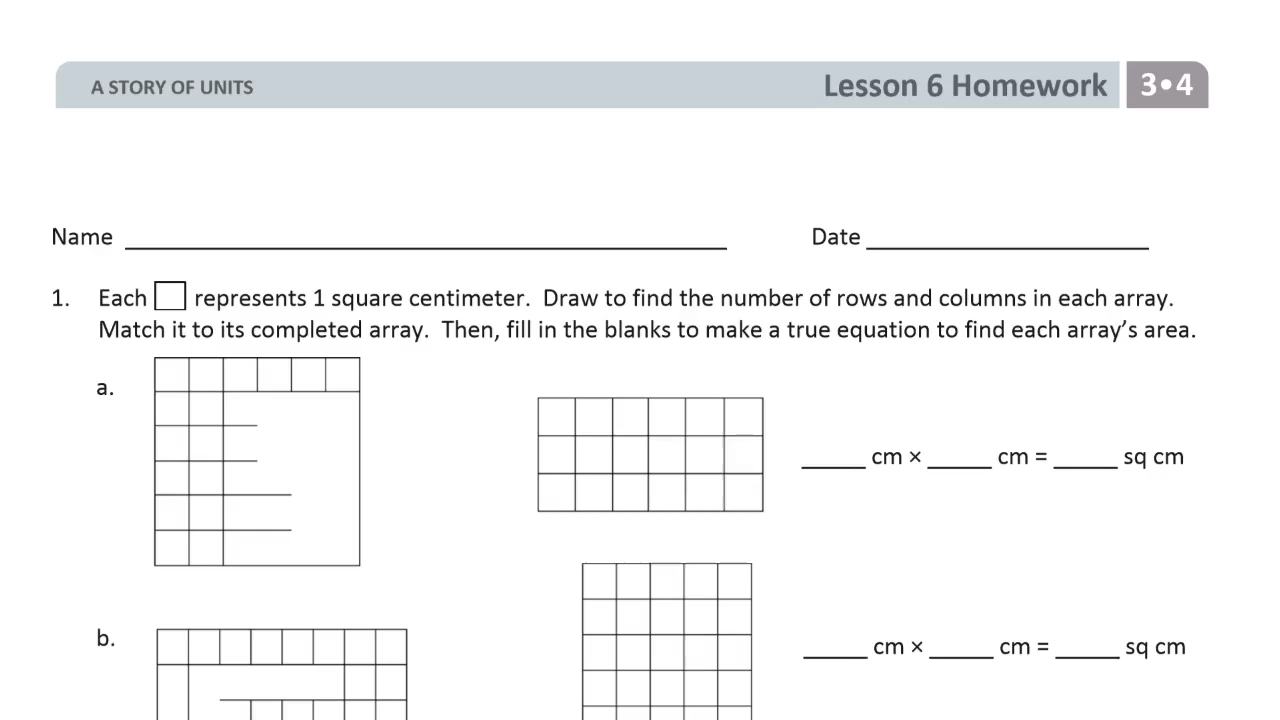 A STORY OF UNITS
Lesson 6 Homework 3•4
Name Date
1. Each represents 1 square centimeter. Draw to find the number of rows and columns in each array.
Match it to its completed array. Then, fill in the blanks to make a true equation to find each array's area.
a.
_____ cm × _____ cm = _____ sq cm
b.
_____ cm × _____ cm = _____ sq cm